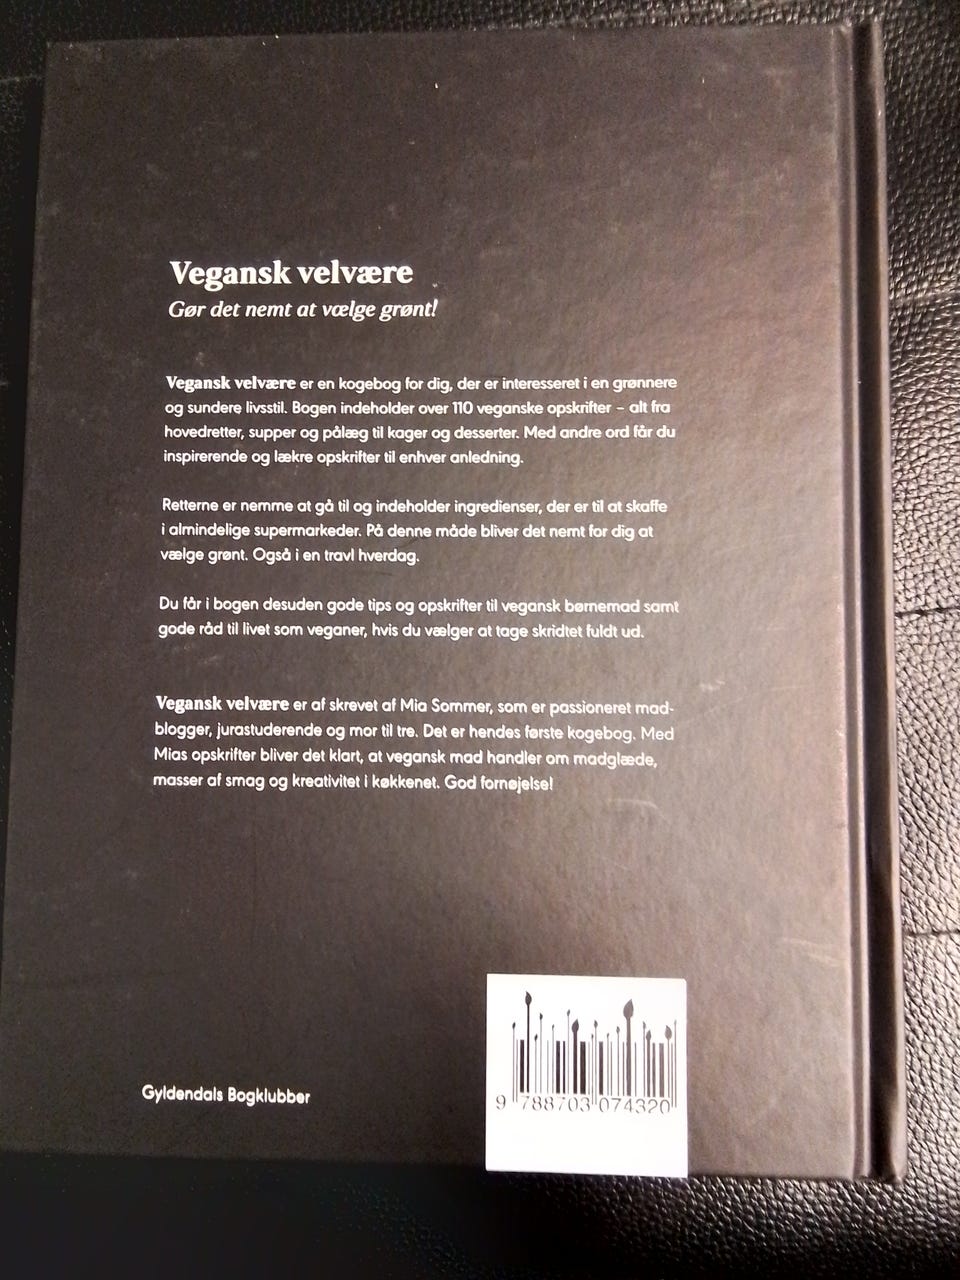 Vegansk velvære
Gør det nemt at vælge grønt!
Vegansk velvære er en kogebog for dig, der er interesseret i en grønnere
og sundere livsstil. Bogen indeholder over 110 veganske opskrifter – alt fra
hovedretter, supper og pålæg til kager og desserter. Med andre ord får du
inspirerende og lækre opskrifter til enhver anledning.
Retterne er nemme at gå til og indeholder ingredienser, der er til at skaffe
i almindelige supermarkeder. På denne måde bliver det nemt for dig at
vælge grønt. Også i en travl hverdag.
Du får i bogen desuden gode tips og opskrifter til vegansk børnemad samt
gode råd til livet som veganer, hvis du vælger at tage skridtet fuldt ud.
Vegansk velvære er af skrevet af Mia Sommer, som er passioneret mad-
blogger, jurastuderende og mor til tre. Det er hendes første kogebog. Med
Mias opskrifter bliver det klart, at vegansk mad handler om madglæde,
masser af smag og kreativitet i køkkenet. God fornøjelse!
Gyldendals Bogklubber
9 788703 074320